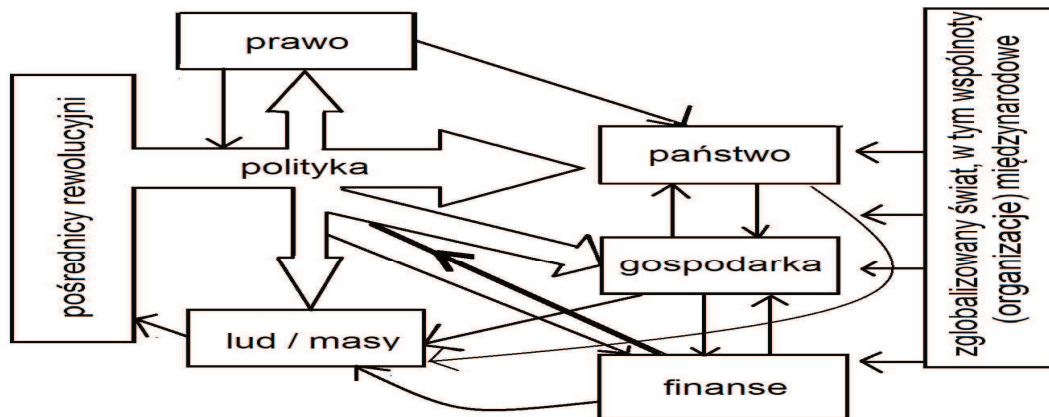 prawo
pośrednicy rewolucyjni
polityka
państwo
gospodarka
lud / masy
finanse
zglobalizowany świat, w tym wspólnoty
(organizacje) międzynarodowe